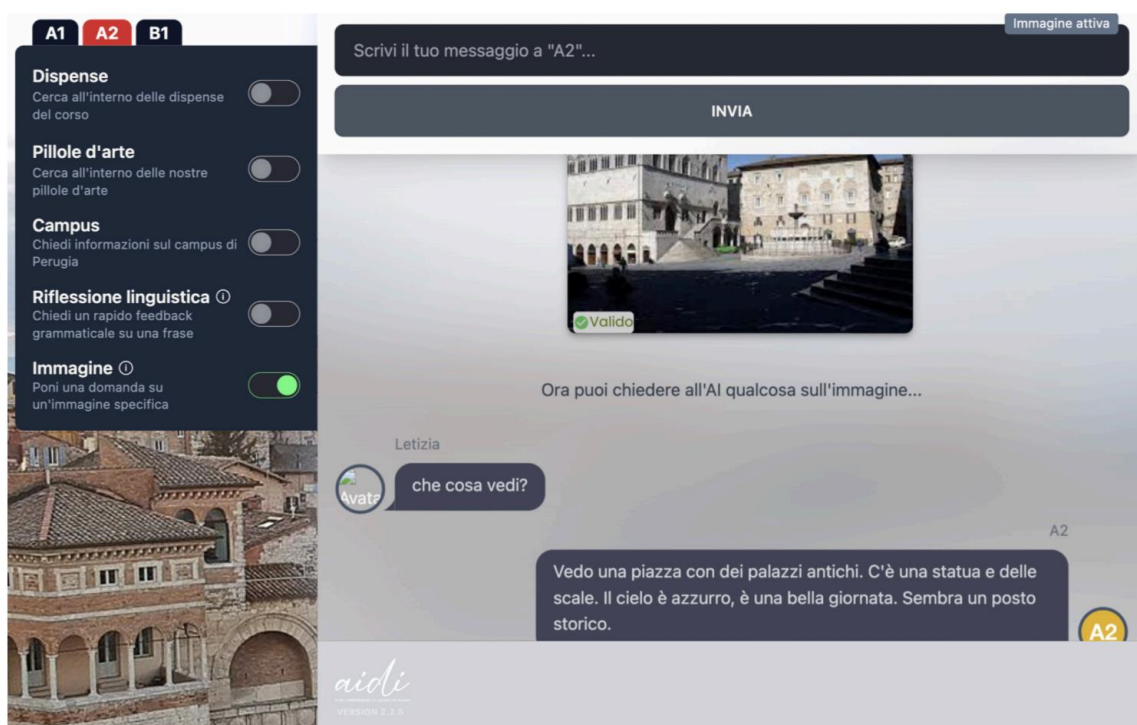 A1 A2 B1
Dispense
Cerca all'interno delle dispense
del corso
Pillole d'arte
Cerca all'interno delle nostre
pillole d'arte
Campus
Chiedi informazioni sul campus di
Perugia
Riflessione linguistica
Chiedi un rapido feedback
grammaticale su una frase
Immagine
Poni una domanda su
un'immagine specifica
Immagine attiva
Scrivi il tuo messaggio a "A2"...
INVIA
Valido
Ora puoi chiedere all'AI qualcosa sull'immagine...
Letizia
Avata
che cosa vedi?
A2
Vedo una piazza con dei palazzi antichi. C'è una statua e delle
scale. Il cielo è azzurro, è una bella giornata. Sembra un posto
storico.
A2
aidi